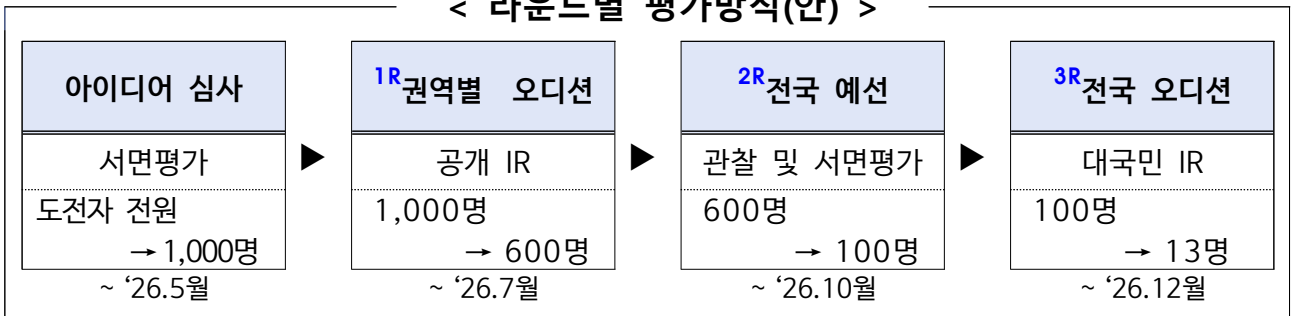 < 라운드별 평가방식(안) >
아이디어 심사
1R권역별 오디션
2R전국 예선
3R전국 오디션
서면평가
▶
공개 IR
▶
관찰 및 서면평가
▶
대국민 IR
도전자 전원
→ 1,000명
1,000명
→ 600명
600명
→ 100명
100명
→ 13명
~ ‘26.5월
~ ‘26.7월
~ ‘26.10월
~ ‘26.12월